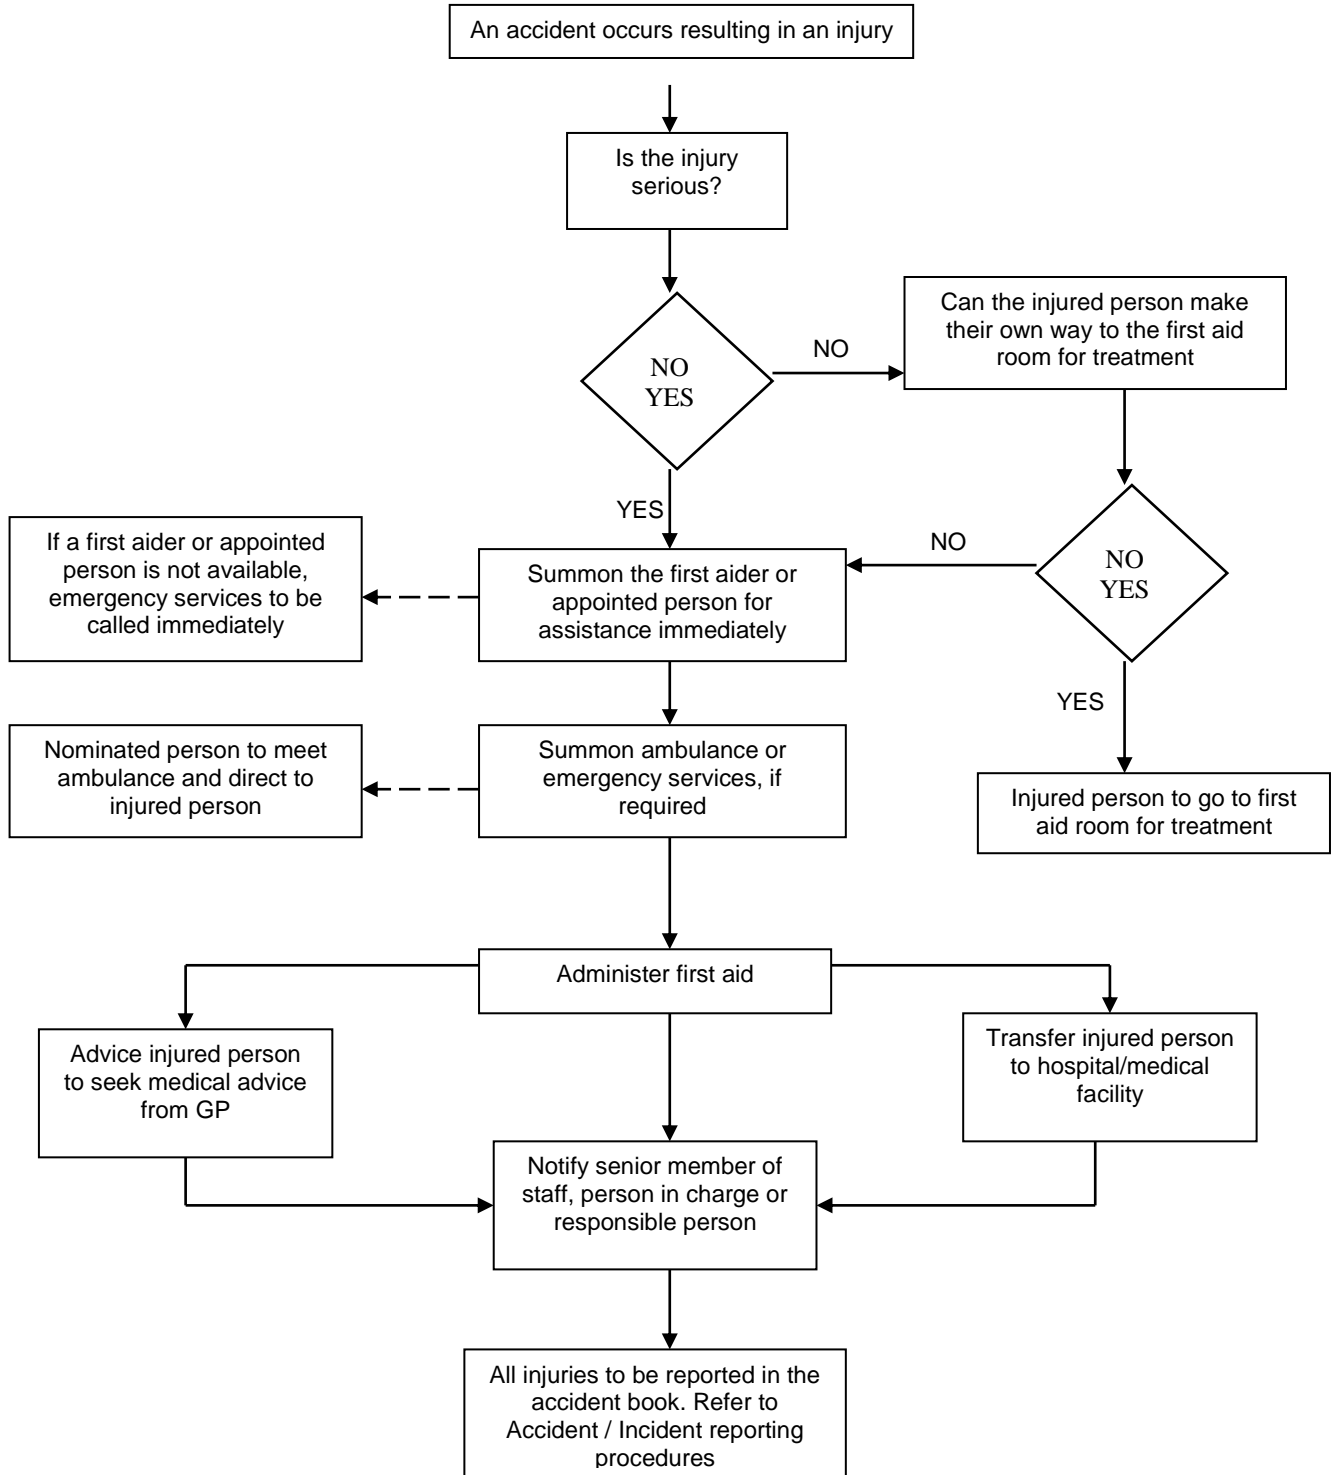 An accident occurs resulting in an injury
Is the injury
serious?
Can the injured person make
their own way to the first aid
room for treatment
NO
NO
YES
YES
If a first aider or appointed
person is not available,
emergency services to be
called immediately
Summon the first aider or
appointed person for
assistance immediately
NO
NO
YES
YES
Nominated person to meet
ambulance and direct to
injured person
Summon ambulance or
emergency services, if
required
Injured person to go to first
aid room for treatment
Administer first aid
Advice injured person
to seek medical advice
from GP
Transfer injured person
to hospital/medical
facility
Notify senior member of
staff, person in charge or
responsible person
All injuries to be reported in the
accident book. Refer to
Accident / Incident reporting
procedures